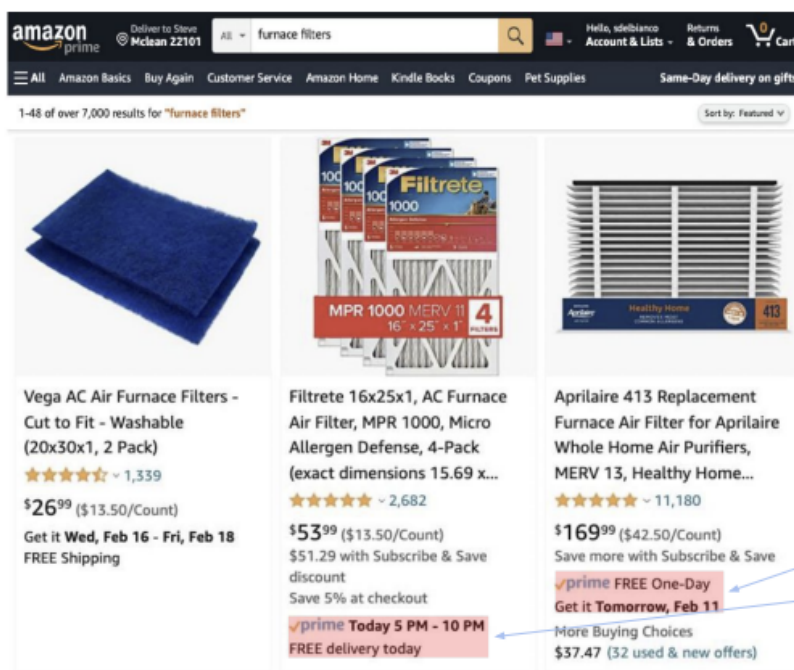 amazon prime
Deliver to Steve
Mclean 22101
All
furnace filters
Hello, sdelbianco
Account & Lists
Returns
& Orders
0
Cart
All Amazon Basics Buy Again Customer Service Amazon Home Kindle Books Coupons Pet Supplies Same-Day delivery on gifts
1-48 of over 7,000 results for "furnace filters"
Sort by: Featured
3M
Filtrete
1000
MPR 1000 MERV 11
16" x 25" x 1"
4
FILTERS
Aprilaire
Healthy Home
413
Vega AC Air Furnace Filters -
Cut to Fit - Washable
(20x30x1, 2 Pack)
1,339
$26⁹⁹ ($13.50/Count)
Get it Wed, Feb 16 - Fri, Feb 18
FREE Shipping
Filtrete 16x25x1, AC Furnace
Air Filter, MPR 1000, Micro
Allergen Defense, 4-Pack
(exact dimensions 15.69 x...
2,682
$53⁹⁹ ($13.50/Count)
$51.29 with Subscribe & Save
discount
Save 5% at checkout
prime Today 5 PM - 10 PM
FREE delivery today
Aprilaire 413 Replacement
Furnace Air Filter for Aprilaire
Whole Home Air Purifiers,
MERV 13, Healthy Home...
11,180
$169⁹⁹ ($42.50/Count)
Save more with Subscribe & Save
prime FREE One-Day
Get it Tomorrow, Feb 11
More Buying Choices
$37.47 (32 used & new offers)